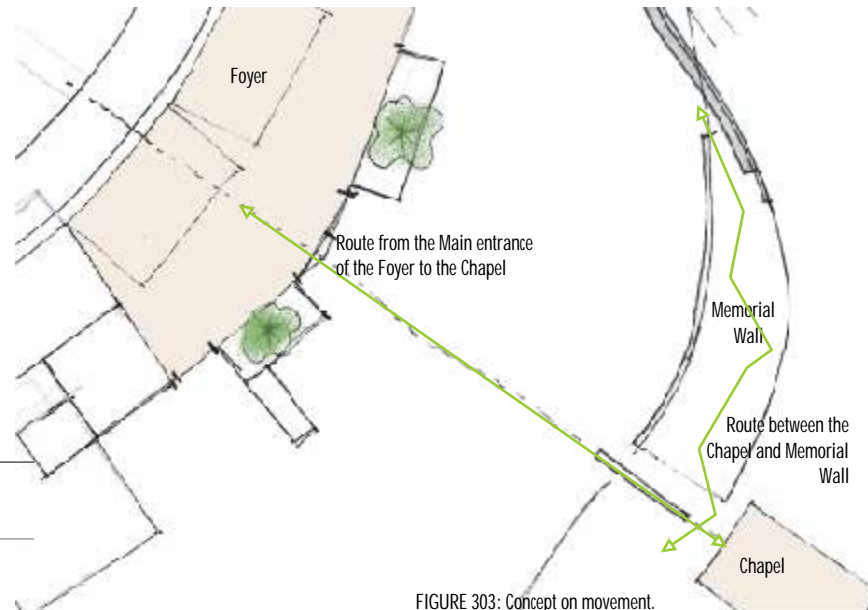 Foyer
Route from the Main entrance
of the Foyer to the Chapel
Memorial
Wall
Route between the
Chapel and Memorial
Wall
Chapel
FIGURE 303: Concept on movement.